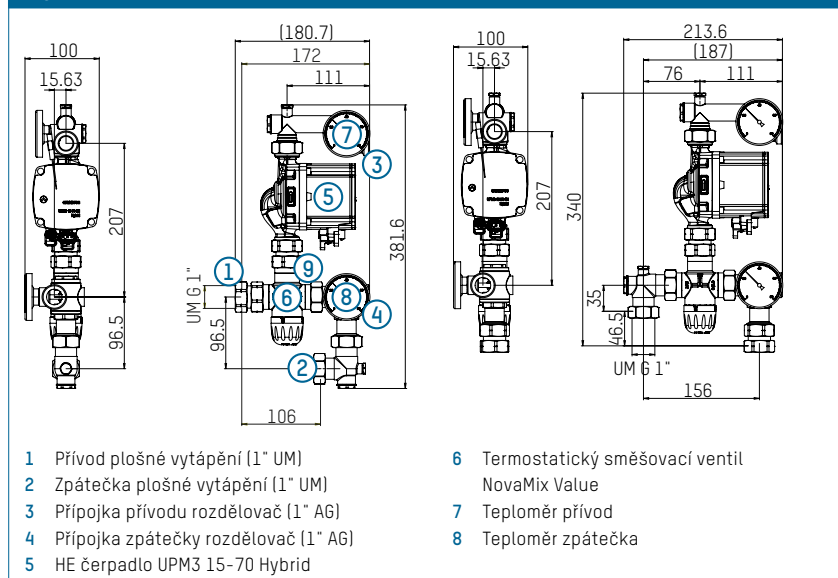 100
15.63
207
96.5
(180.7)
172
111
7
3
5
1
9
6
8
4
2
UM G 1"
96.5
106
381.6
100
15.63
207
213.6
(187)
76
111
340
35
46.5
UM G 1"
156
1 Přívod plošné vytápění (1" UM)
2 Zpátečka plošné vytápění (1" UM)
3 Přípojka přívodu rozdělovač (1" AG)
4 Přípojka zpátečky rozdělovač (1" AG)
5 HE čerpadlo UPM3 15-70 Hybrid
6 Termostatický směšovací ventil
NovaMix Value
7 Teploměr přívod
8 Teploměr zpátečka